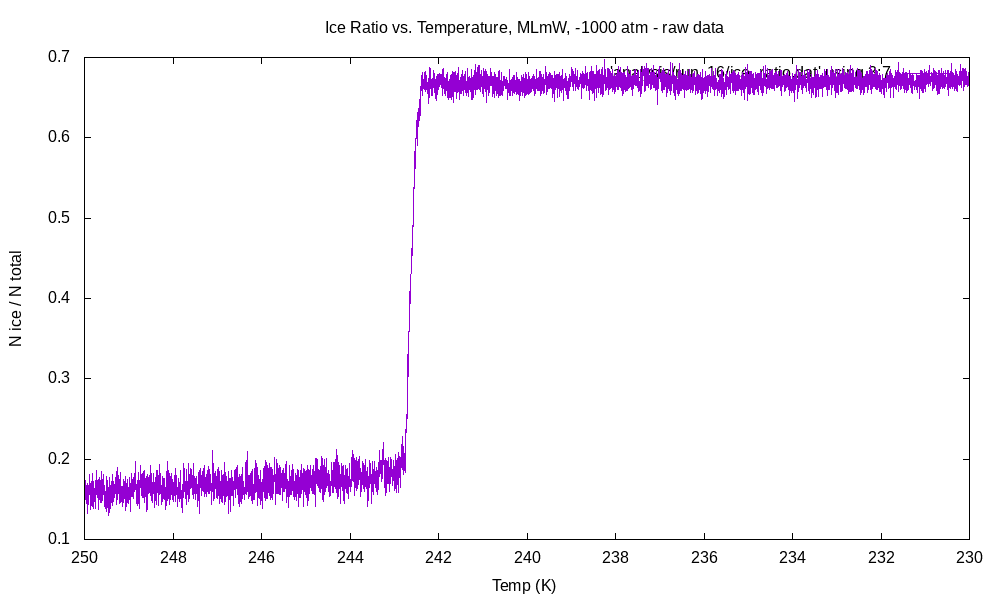 Ice Ratio vs. Temperature, MLmW, -1000 atm - raw data
0.7
0.6
0.5
0.4
0.3
0.2
0.1
N ice / N total
250 248 246 244 242 240 238 236 234 232 230
Temp (K)